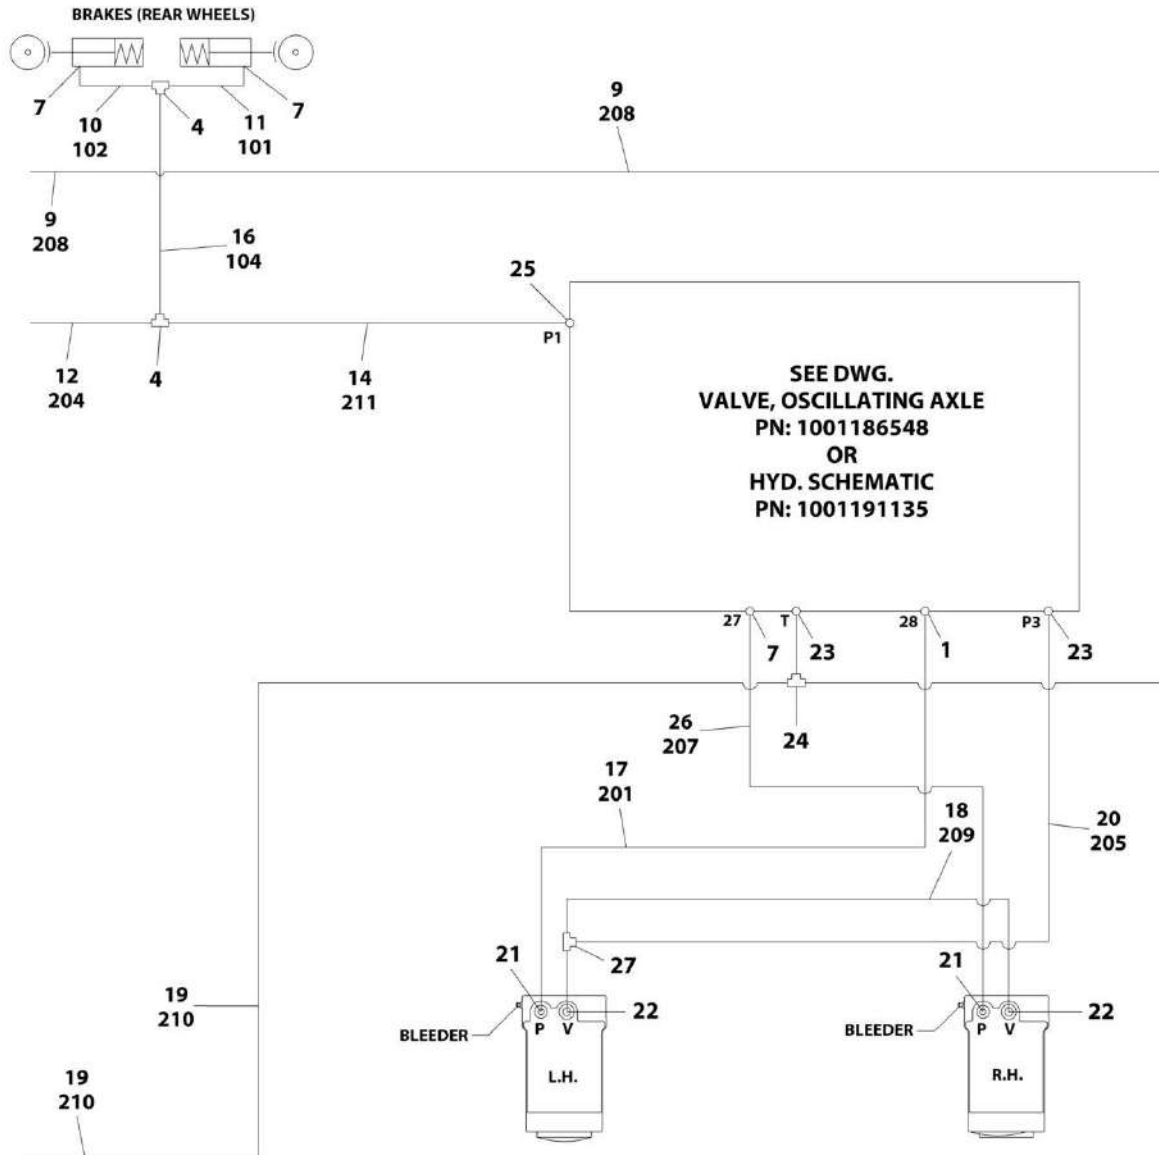 BRAKES (REAR WHEELS)
7
10
102
4
11
101
7
9
208
9
208
16
104
25
P1
12
204
4
14
211
SEE DWG.
VALVE, OSCILLATING AXLE
PN: 1001186548
OR
HYD. SCHEMATIC
PN: 1001191135
27
T
28
P3
7
23
1
23
26
207
24
17
201
18
209
20
205
21
27
21
19
210
22
22
BLEEDER
P
V
BLEEDER
P
V
L.H.
R.H.
19
210